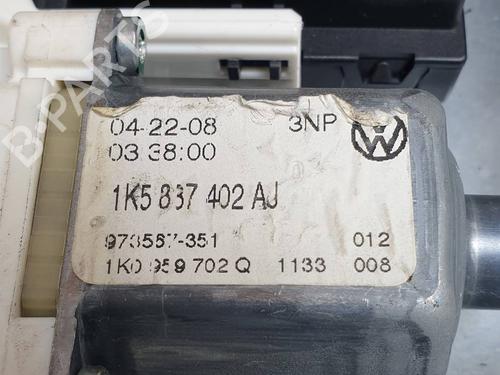 B-PARTS
04-22-08 3NP
03:38:00
1K5 837 402 AJ
973567-351 012
1K0 959 702 Q 1133 008